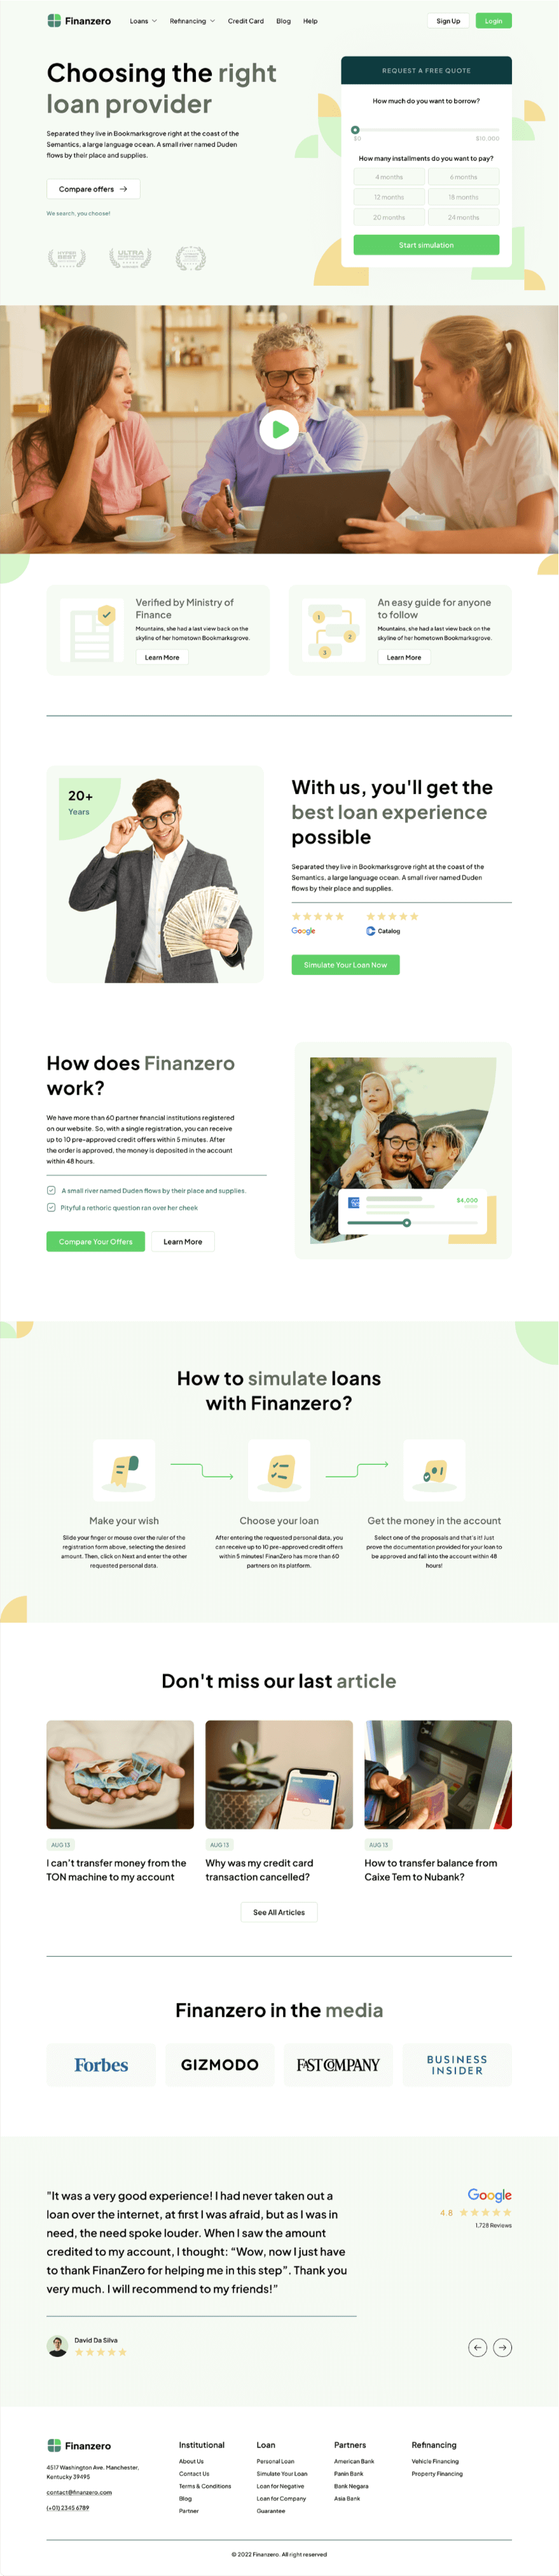 Finanzero
Loans
Refinancing
Credit Card
Blog
Help
Sign Up
Login
Choosing the right
loan provider
Separated they live in Bookmarksgrove right at the coast of the
Semantics, a large language ocean. A small river named Duden
flows by their place and supplies.
Compare offers
We search, you choose!
BEST
ULTRA
REQUEST A FREE QUOTE
How much do you want to borrow?
$0
$10,000
How many installments do you want to pay?
4 months
6 months
12 months
18 months
20 months
24 months
Start simulation
Verified by Ministry of
Finance
Mountains, she had a last view back on the
skyline of her hometown Bookmarksgrove.
Learn More
1
2
3
An easy guide for anyone
to follow
Mountains, she had a last view back on the
skyline of her hometown Bookmarksgrove.
Learn More
20+
Years
With us, you'll get the
best loan experience
possible
Separated they live in Bookmarksgrove right at the coast of the
Semantics, a large language ocean. A small river named Duden
flows by their place and supplies.
Google
Catalog
Simulate Your Loan Now
How does Finanzero
work?
We have more than 60 partner financial institutions registered
on our website. So, with a single registration, you can receive
up to 10 pre-approved credit offers within 5 minutes. After
the order is approved, the money is deposited in the account
within 48 hours.
A small river named Duden flows by their place and supplies.
Pityful a rethoric question ran over her cheek
Compare Your Offers
Learn More
$4,000
How to simulate loans
with Finanzero?
Make your wish
Slide your finger or mouse over the ruler of the
registration form above, selecting the desired
amount. Then, click on Next and enter the other
requested personal data.
Choose your loan
After entering the requested personal data, you
can receive up to 10 pre-approved credit offers
within 5 minutes! FinanZero has more than 60
partners on its platform.
Get the money in the account
Select one of the proposals and that's it! Just
prove the documentation provided for your loan to
be approved and fall into the account within 48
hours!
Don't miss our last article
AUG 13
I can't transfer money from the
TON machine to my account
VISA
AUG 13
Why was my credit card
transaction cancelled?
AUG 13
How to transfer balance from
Caixe Tem to Nubank?
See All Articles
Finanzero in the media
Forbes
GIZMODO
FAST COMPANY
BUSINESS
INSIDER
"It was a very good experience! I had never taken out a
loan over the internet, at first I was afraid, but as I was in
need, the need spoke louder. When I saw the amount
credited to my account, I thought: “Wow, now I just have
to thank FinanZero for helping me in this step”. Thank you
very much. I will recommend to my friends!”
Google
4.8
1,728 Reviews
David Da Silva
Finanzero
4517 Washington Ave. Manchester,
Kentucky 39495
contact@finanzero.com
(+01) 2345 6789
Institutional
About Us
Contact Us
Terms & Conditions
Blog
Partner
Loan
Personal Loan
Simulate Your Loan
Loan for Negative
Loan for Company
Guarantee
Partners
American Bank
Panin Bank
Bank Negara
Asia Bank
Refinancing
Vehicle Financing
Property Financing
© 2022 Finanzero. All right reserved